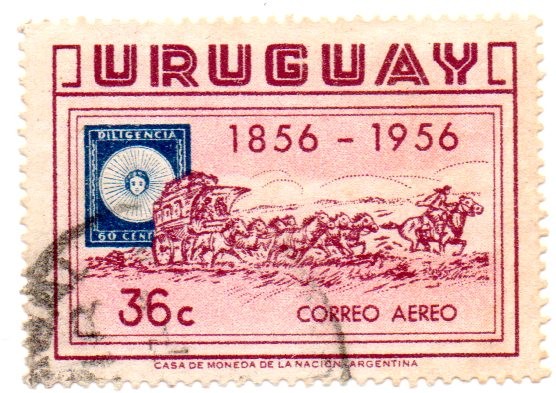 URUGUAY
DILIGENCIA
1856 - 1956
60 CENT
36c
CORREO AEREO
CASA DE MONEDA DE LA NACION ARGENTINA